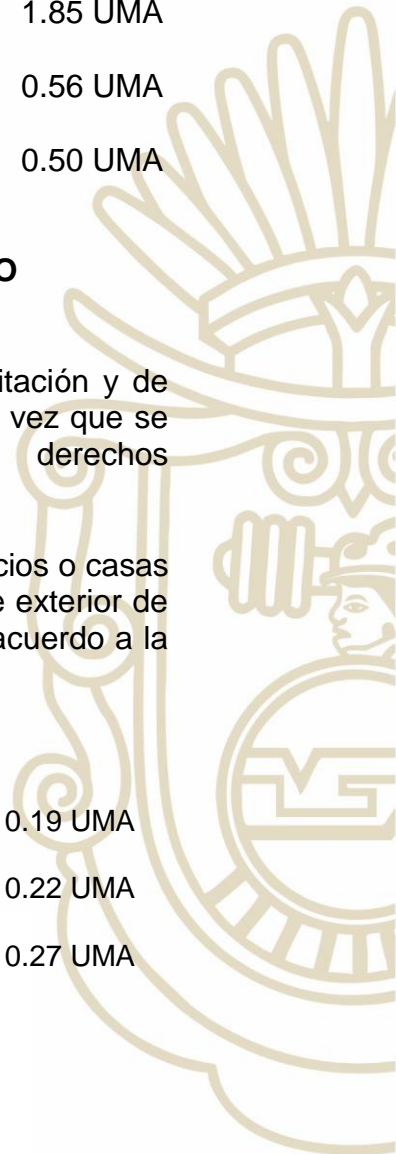 1.85 UMA
0.56 UMA
0.50 UMA
O
itación y de
vez que se
derechos
cios o casas
e exterior de
acuerdo a la
0.19 UMA
0.22 UMA
0.27 UMA